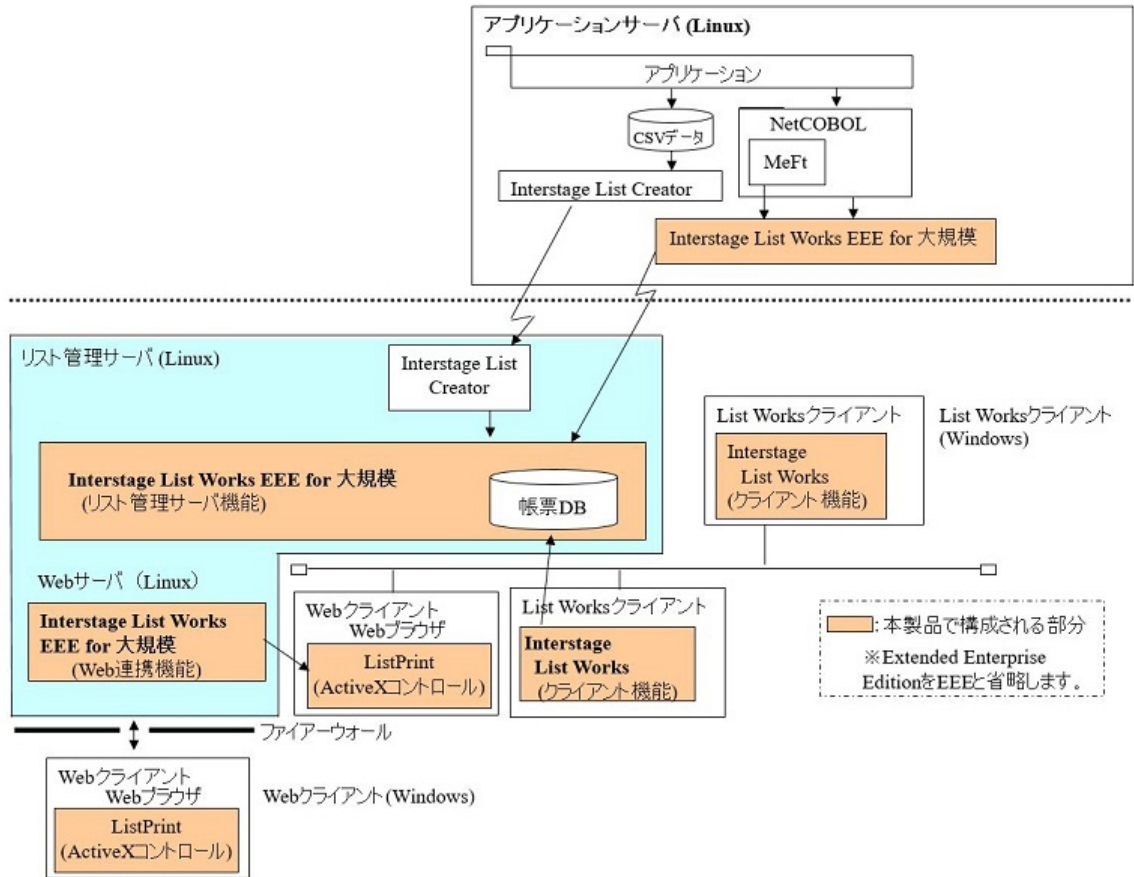 アプリケーションサーバ (Linux)
アプリケーション
CSVデータ
NetCOBOL
MeFt
Interstage List Creator
Interstage List Works EEE for 大規模
リスト管理サーバ (Linux)
Interstage List
Creator
Interstage List Works EEE for 大規模
(リスト管理サーバ機能)
帳票DB
List Worksクライアント
Interstage
List Works
(クライアント機能)
List Worksクライアント
(Windows)
Webサーバ（Linux）
Interstage List Works
EEE for 大規模
(Web連携機能)
Webクライアント
Webブラウザ
ListPrint
(ActiveXコントロール)
List Worksクライアント
Interstage
List Works
(クライアント機能)
:本製品で構成される部分
※Extended Enterprise
EditionをEEEと省略します。
ファイアーウォール
Webクライアント
Webブラウザ
ListPrint
(ActiveXコントロール)
Webクライアント(Windows)